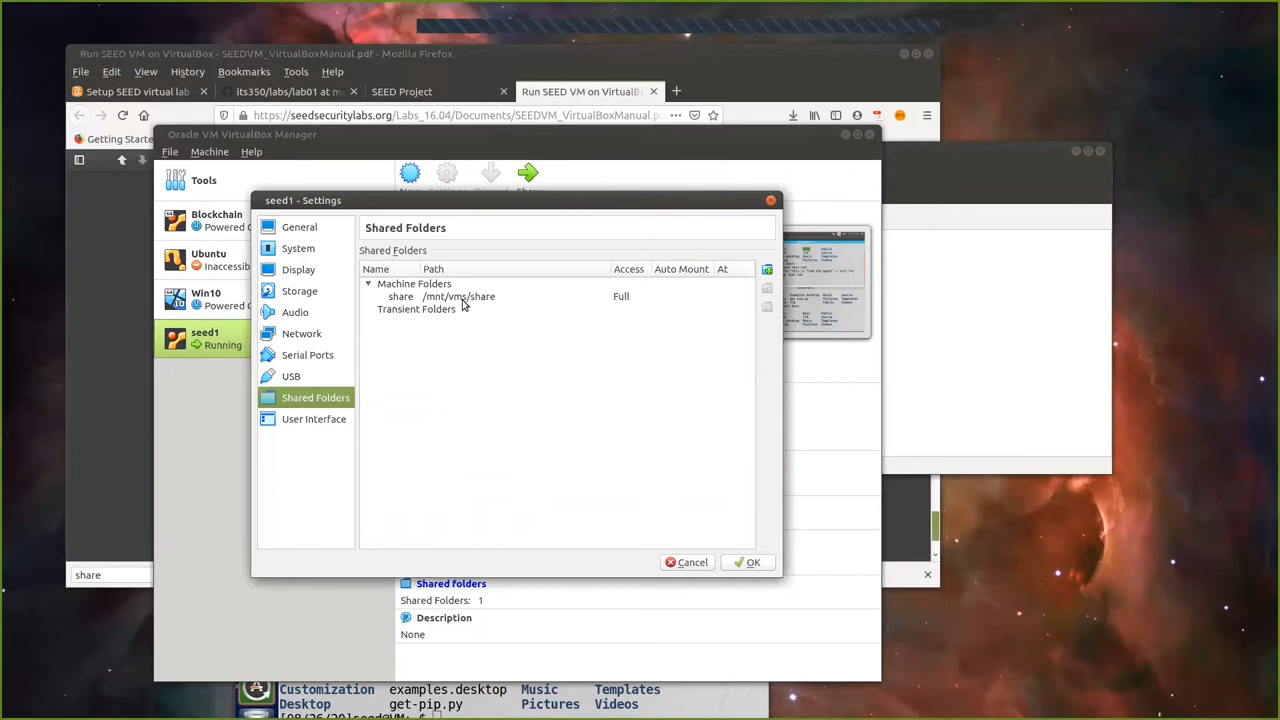 Run SEED VM on VirtualBox - SEEDVM_VirtualBoxManual.pdf - Mozilla Firefox
File Edit View History Bookmarks Tools Help
Setup SEED virtual lab
its350/labs/lab01 at m
SEED Project
Run SEED VM on VirtualB
https://seedsecuritylabs.org/Labs_16.04/Documents/SEEDVM_VirtualBoxManual.p
Getting Starte
Oracle VM VirtualBox Manager
File Machine Help
Tools
Blockchain
Powered
Ubuntu
Inaccessib
Win10
Powered
seed1
Running
seed1 - Settings
General
System
Display
Storage
Audio
Network
Serial Ports
USB
Shared Folders
User Interface
Shared Folders
Shared Folders
Name Path Access Auto Mount At
Machine Folders
share /mnt/vms/share Full
Transient Folders
Cancel OK
share
Shared folders
Shared Folders: 1
Description
None
Customization examples.desktop Music Templates
Desktop get-pip.py Pictures Videos
[08/26/20]seed@VM:~$